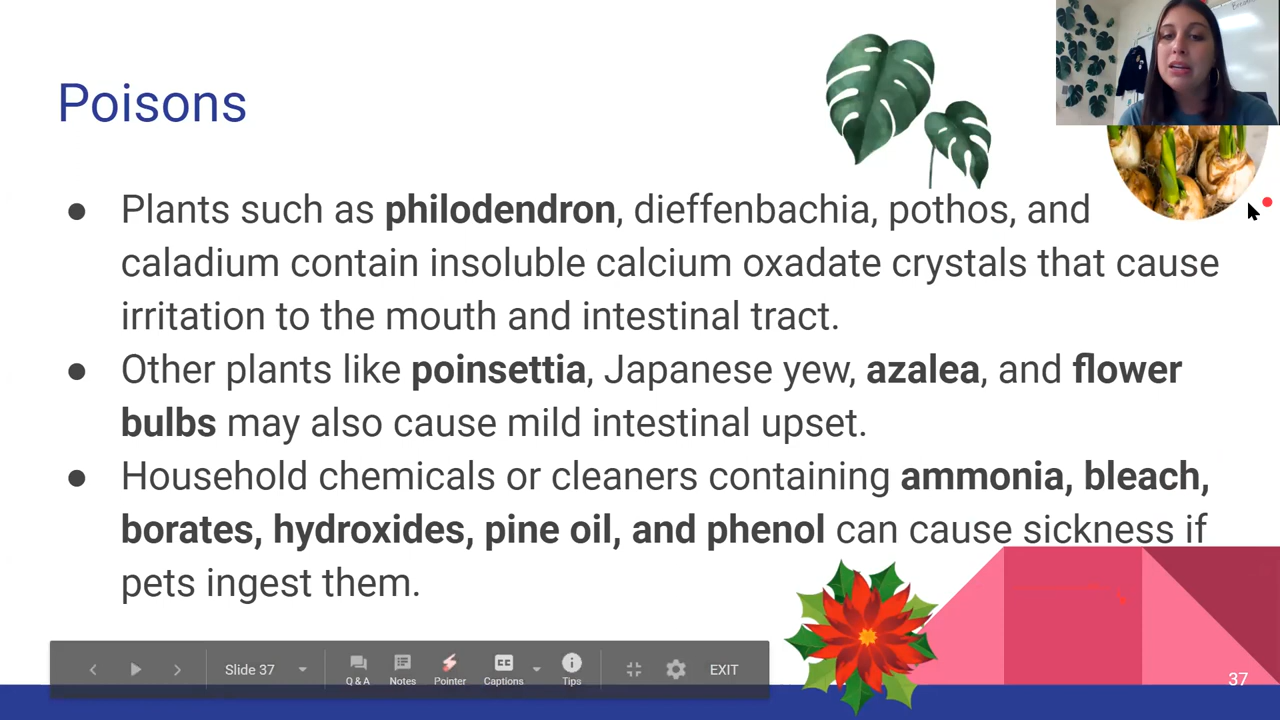 Poisons
● Plants such as philodendron, dieffenbachia, pothos, and
caladium contain insoluble calcium oxadate crystals that cause
irritation to the mouth and intestinal tract.
● Other plants like poinsettia, Japanese yew, azalea, and flower
bulbs may also cause mild intestinal upset.
● Household chemicals or cleaners containing ammonia, bleach,
borates, hydroxides, pine oil, and phenol can cause sickness if
pets ingest them.
Slide 37
Q & A
Notes
Pointer
CC
Captions
Tips
EXIT
37